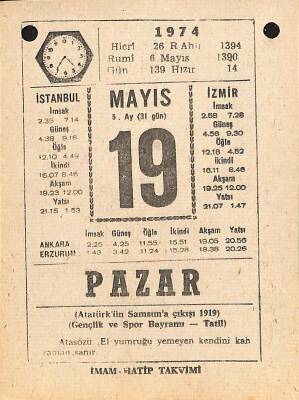 1974
Hicri 26 R Ahır 1394
Rumi 6 Mayıs 1390
Gün 139 Hızır 14
İSTANBUL
İmsak
2.35 7.14
Güneş
4.38 9.16
Öğle
12.10 4.49
İkindi
16.07 8.46
Akşam
19.23 12.00
Yatsı
21.15 1.53
MAYIS
5. Ay (31 gün)
19
İZMİR
İmsak
2.58 7.28
Güneş
4.56 9.30
Öğle
12.18 4.52
İkindi
16.11 8.46
Akşam
19.25 12.00
Yatsı
21.07 1.47
İmsak Güneş Öğle İkindi Akşam Yatsı
ANKARA 2.25 4.25 11.55 15.51 19.05 20.55
ERZURUM 1.43 3.42 11.24 15.28 18.38 20.26
PAZAR
(Atatürk'ün Samsun'a çıkışı 1919)
(Gençlik ve Spor Bayramı — Tatil)
Atasözü: El yumruğu yemeyen kendini kah
raman sanır
İMAM-HATİP TAKVİMİ